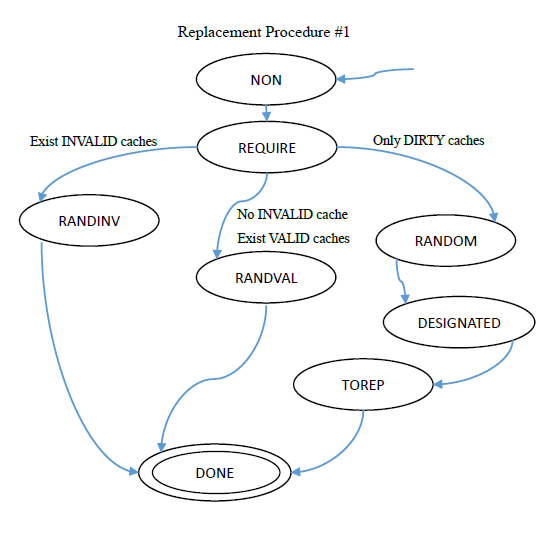 Replacement Procedure #1
NON
REQUIRE
Exist INVALID caches
Only DIRTY caches
RANDINV
No INVALID cache
Exist VALID caches
RANDOM
RANDVAL
DESIGNATED
TOREP
DONE